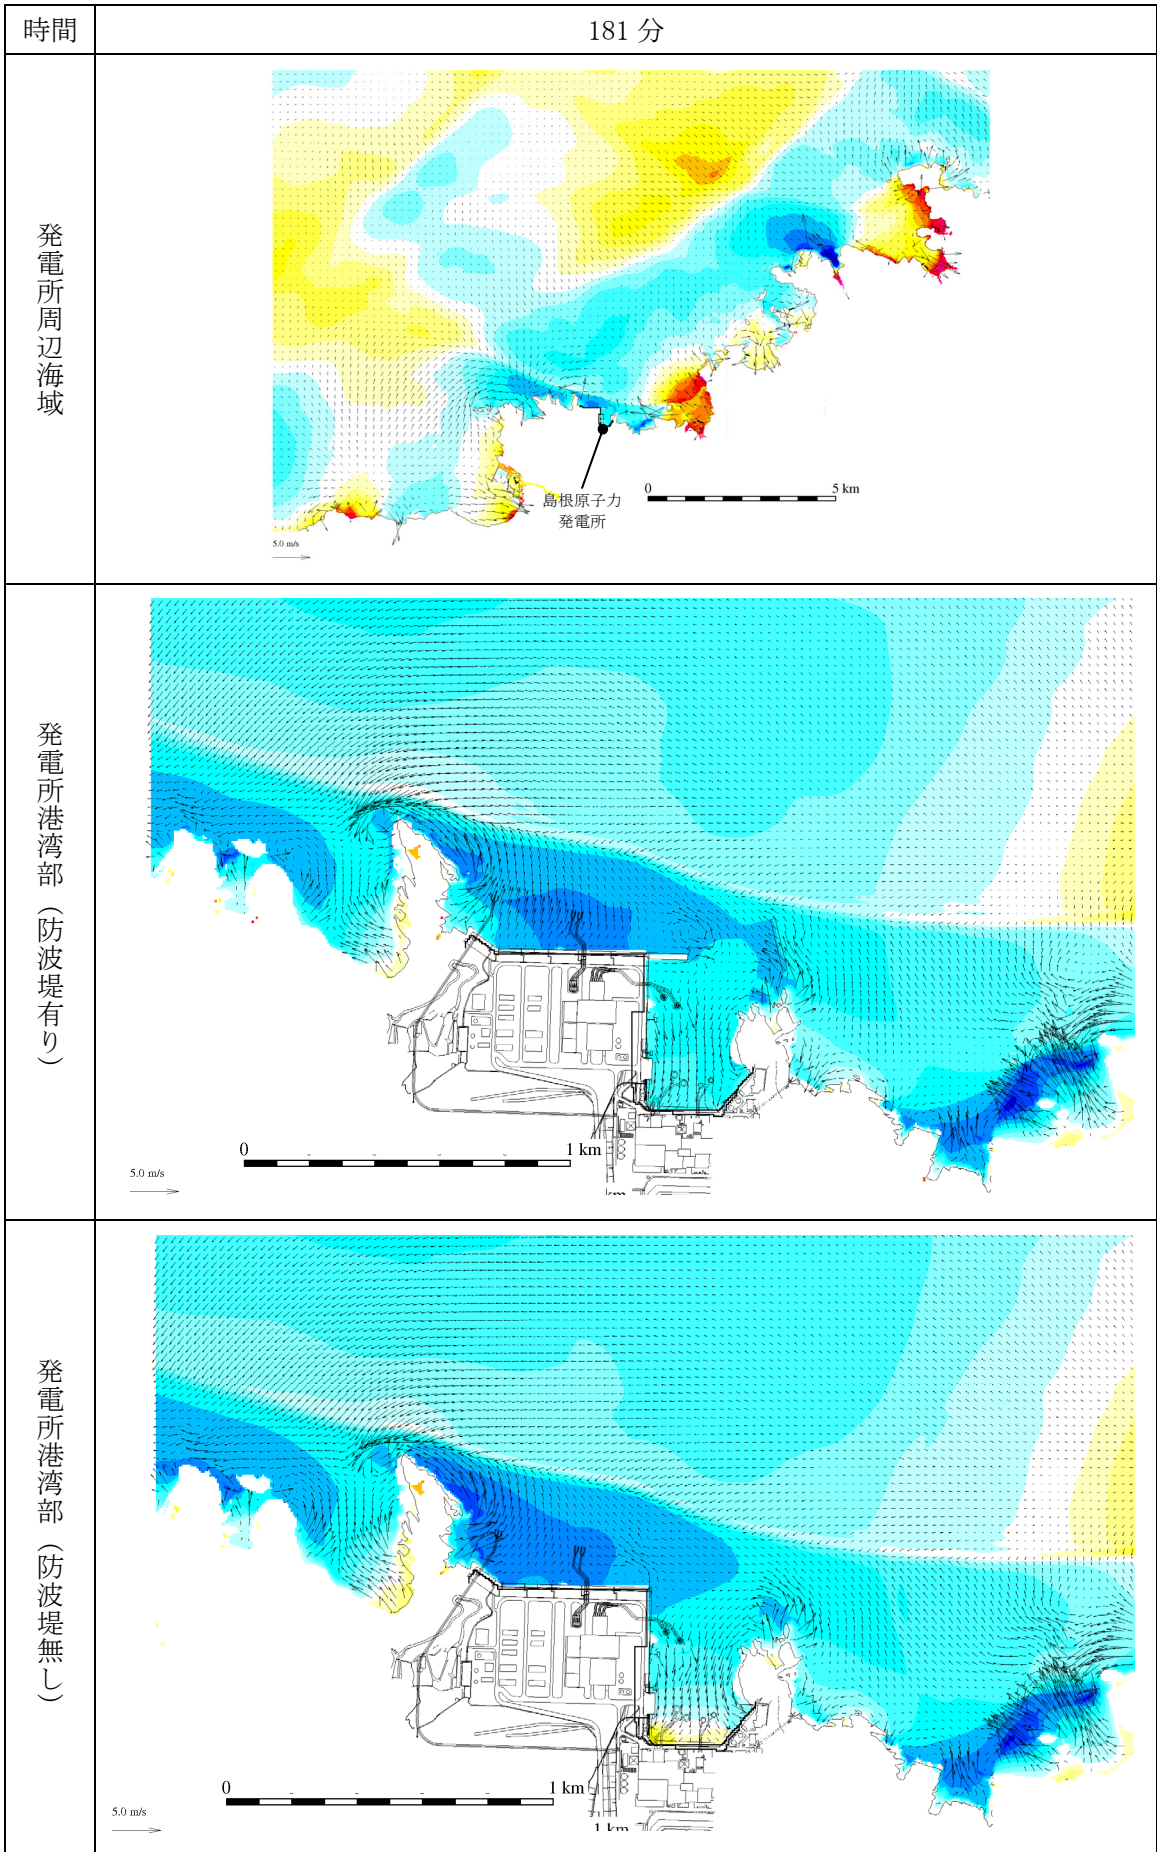 時間
181 分
発電所周辺海域
島根原子力
発電所
0
5 km
5.0 m/s
発電所港湾部（防波堤有り）
0
1 km
5.0 m/s
km
発電所港湾部（防波堤無し）
0
1 km
5.0 m/s
1 km